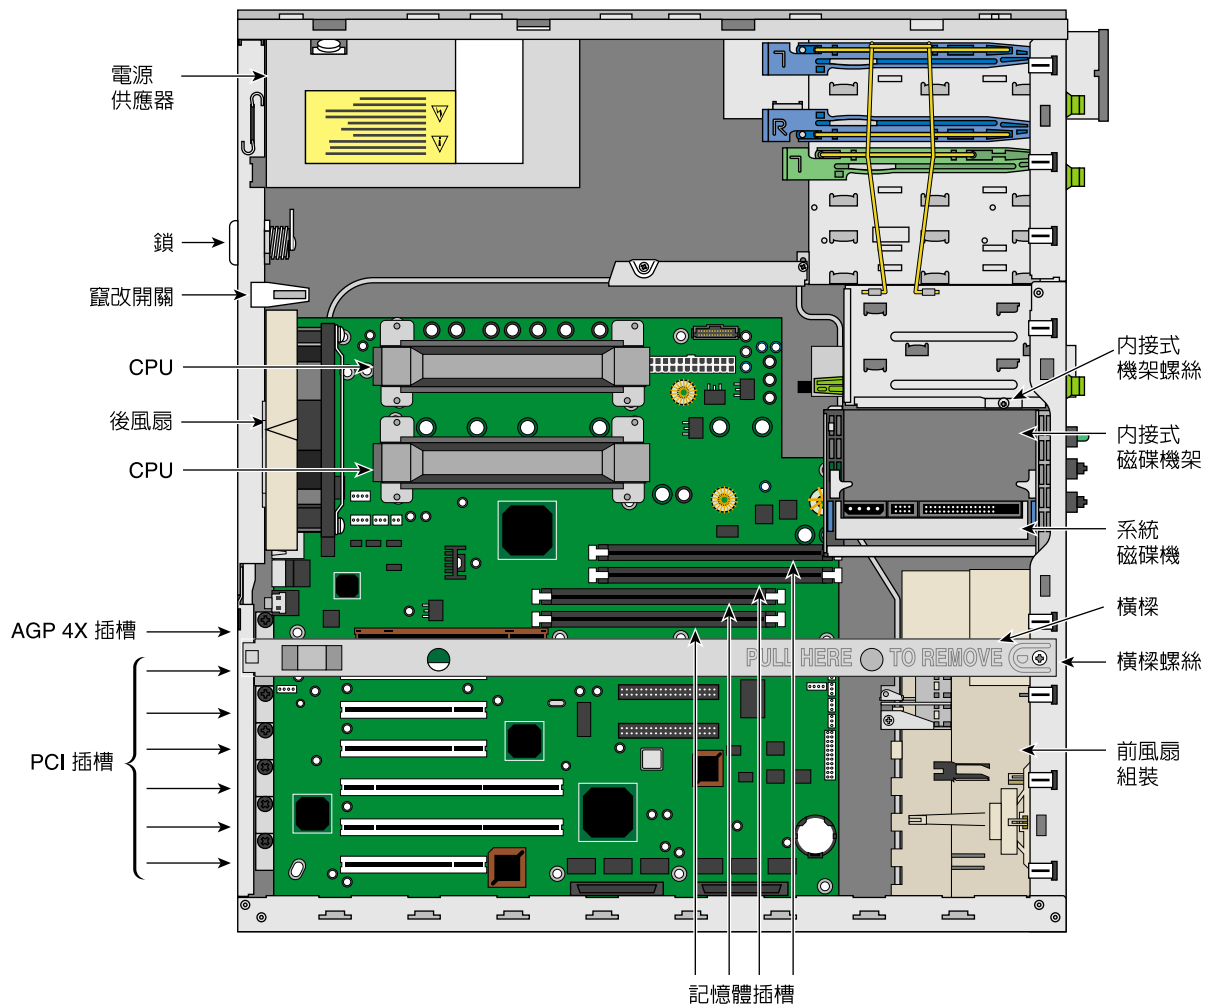 電源
供應器
鎖
竄改開關
CPU
後風扇
CPU
AGP 4X 插槽
PCI 插槽
L
R
L
內接式
機架螺絲
內接式
磁碟機架
系統
磁碟機
橫樑
PULL HERE TO REMOVE
橫樑螺絲
前風扇
組裝
記憶體插槽